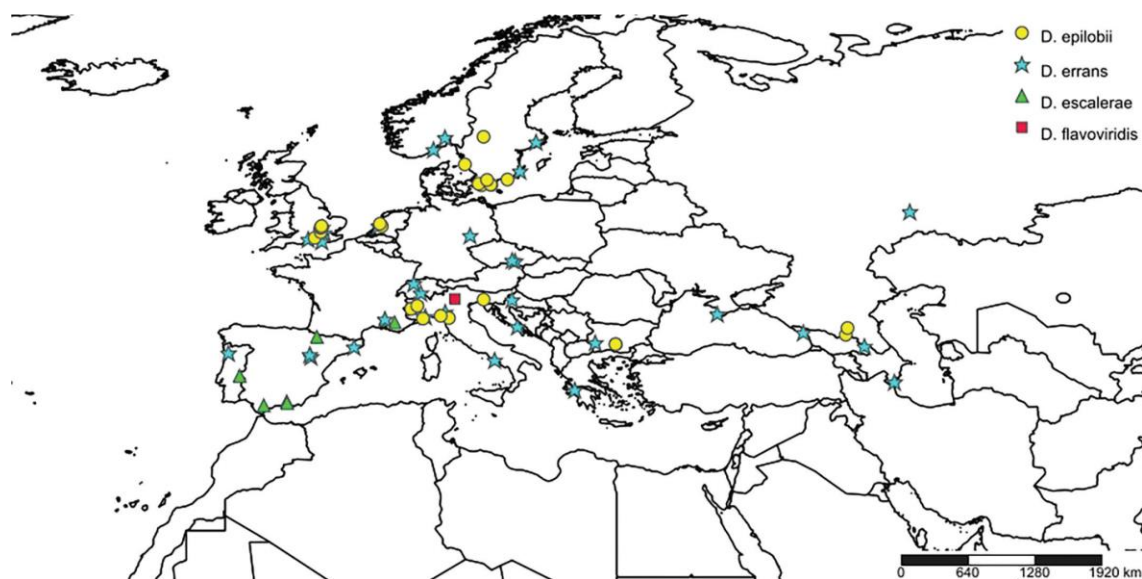 D. epilobii
D. errans
D. escalerae
D. flavoviridis
0 640 1280 1920 km